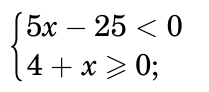 5x − 25 < 0
4 + x ⩾ 0;